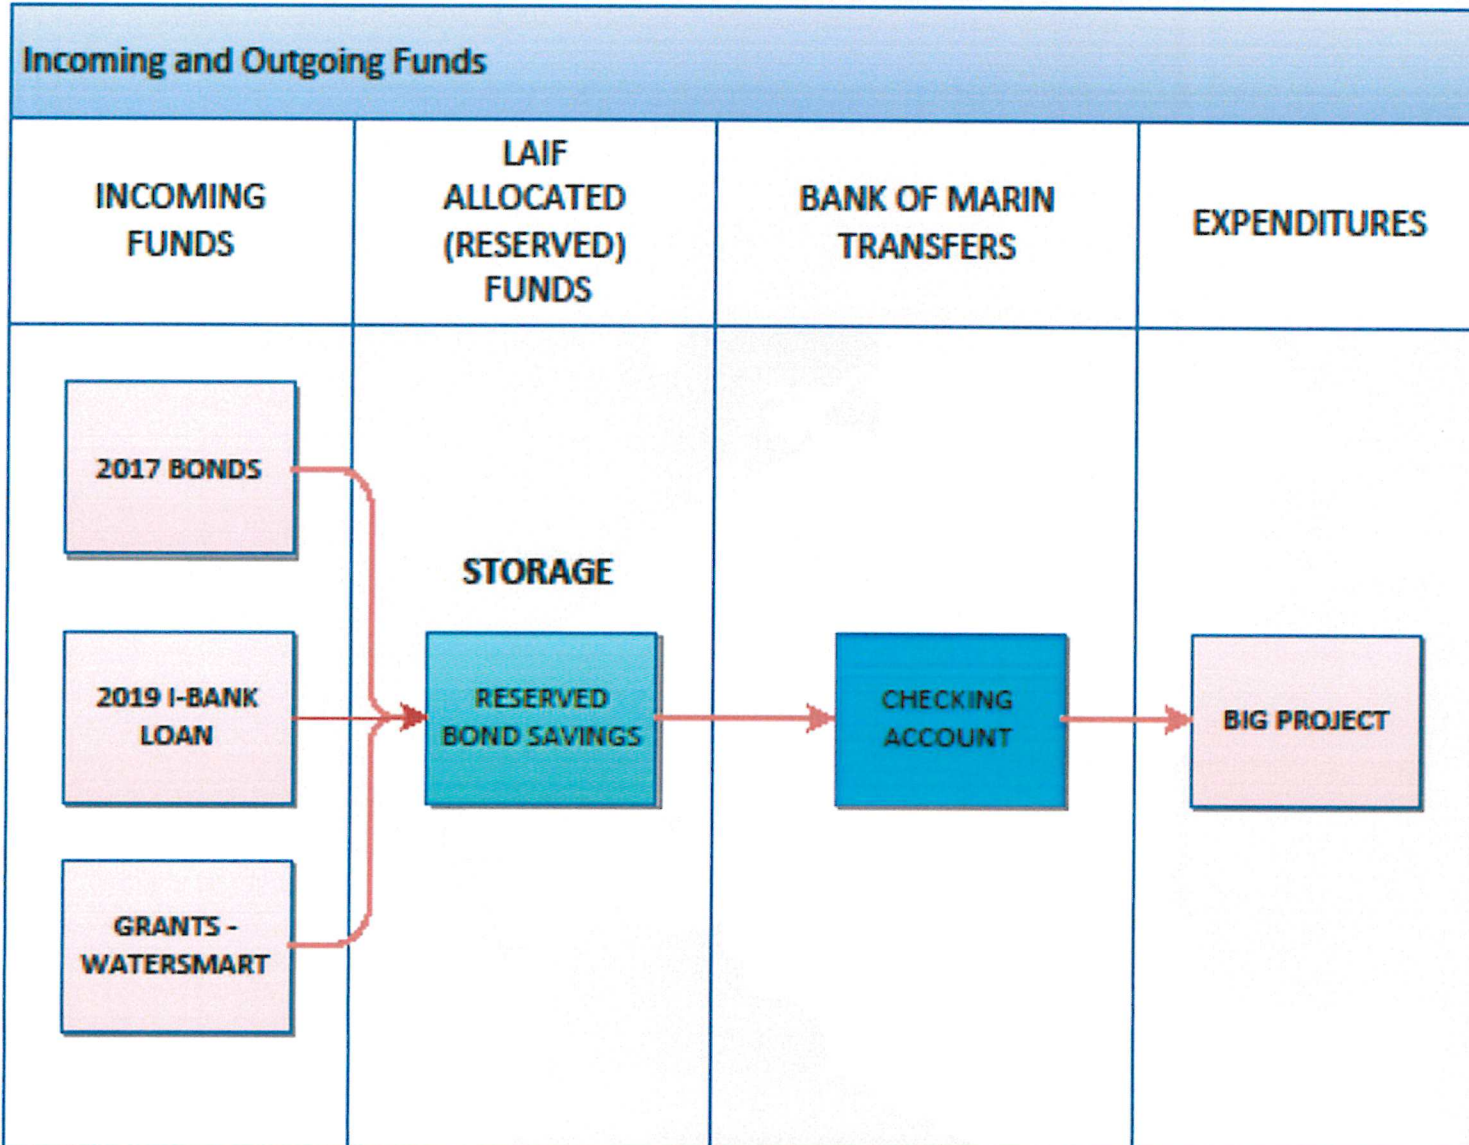 Incoming and Outgoing Funds
INCOMING
FUNDS
LAIF
ALLOCATED
(RESERVED)
FUNDS
BANK OF MARIN
TRANSFERS
EXPENDITURES
2017 BONDS
STORAGE
2019 I-BANK
LOAN
RESERVED
BOND SAVINGS
CHECKING
ACCOUNT
BIG PROJECT
GRANTS -
WATERSMART